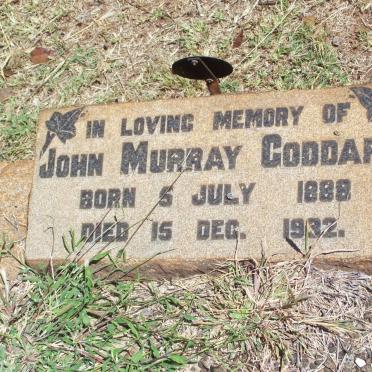 IN LOVING MEMORY OF
JOHN MURRAY GODDAR
BORN 5 JULY 1888
DIED 15 DEC. 1932.